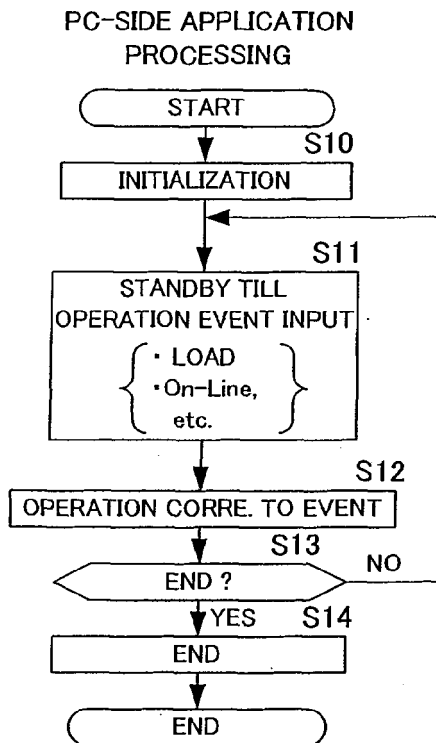 PC-SIDE APPLICATION
PROCESSING
START
S10
INITIALIZATION
S11
STANDBY TILL
OPERATION EVENT INPUT
・LOAD
・On-Line,
etc.
S12
OPERATION CORRE. TO EVENT
S13
END ?
NO
YES
S14
END
END